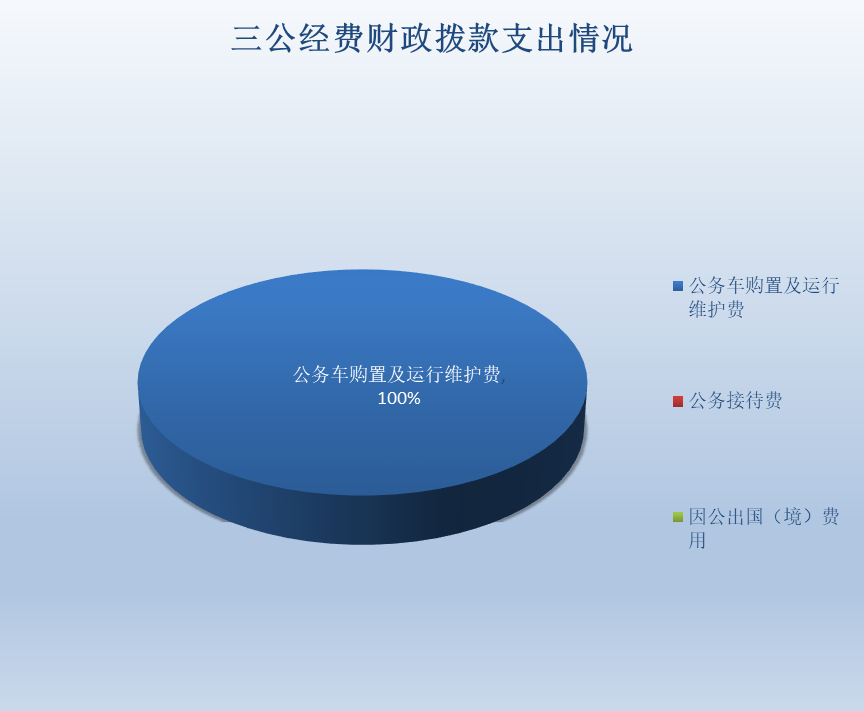 三公经费财政拨款支出情况
公务车购置及运行维护费,
100%
公务车购置及运行
维护费
公务接待费
因公出国（境）费
用